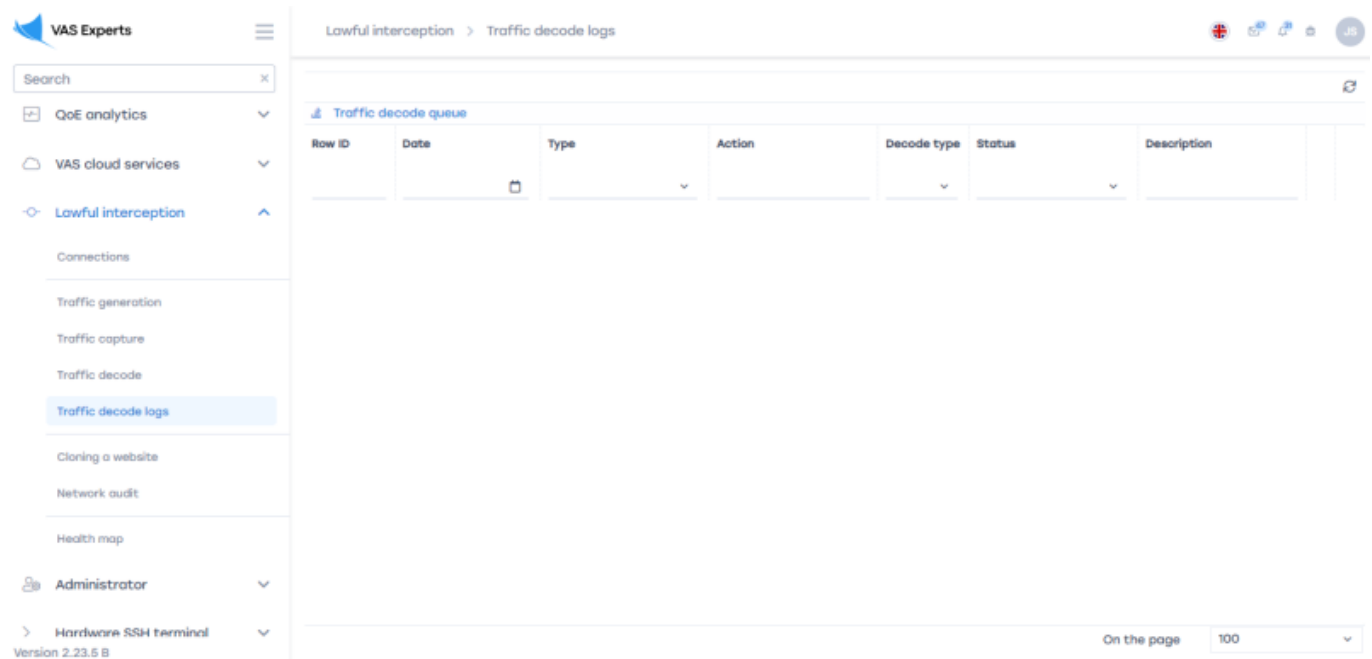 VAS Experts
Lawful interception > Traffic decode logs
JS
Search
QoE analytics
VAS cloud services
Lawful interception
Connections
Traffic generation
Traffic capture
Traffic decode
Traffic decode logs
Cloning a website
Network audit
Health map
Administrator
Hardware SSH terminal
Version 2.23.5 B
Traffic decode queue
Row ID Date Type Action Decode type Status Description
On the page 100